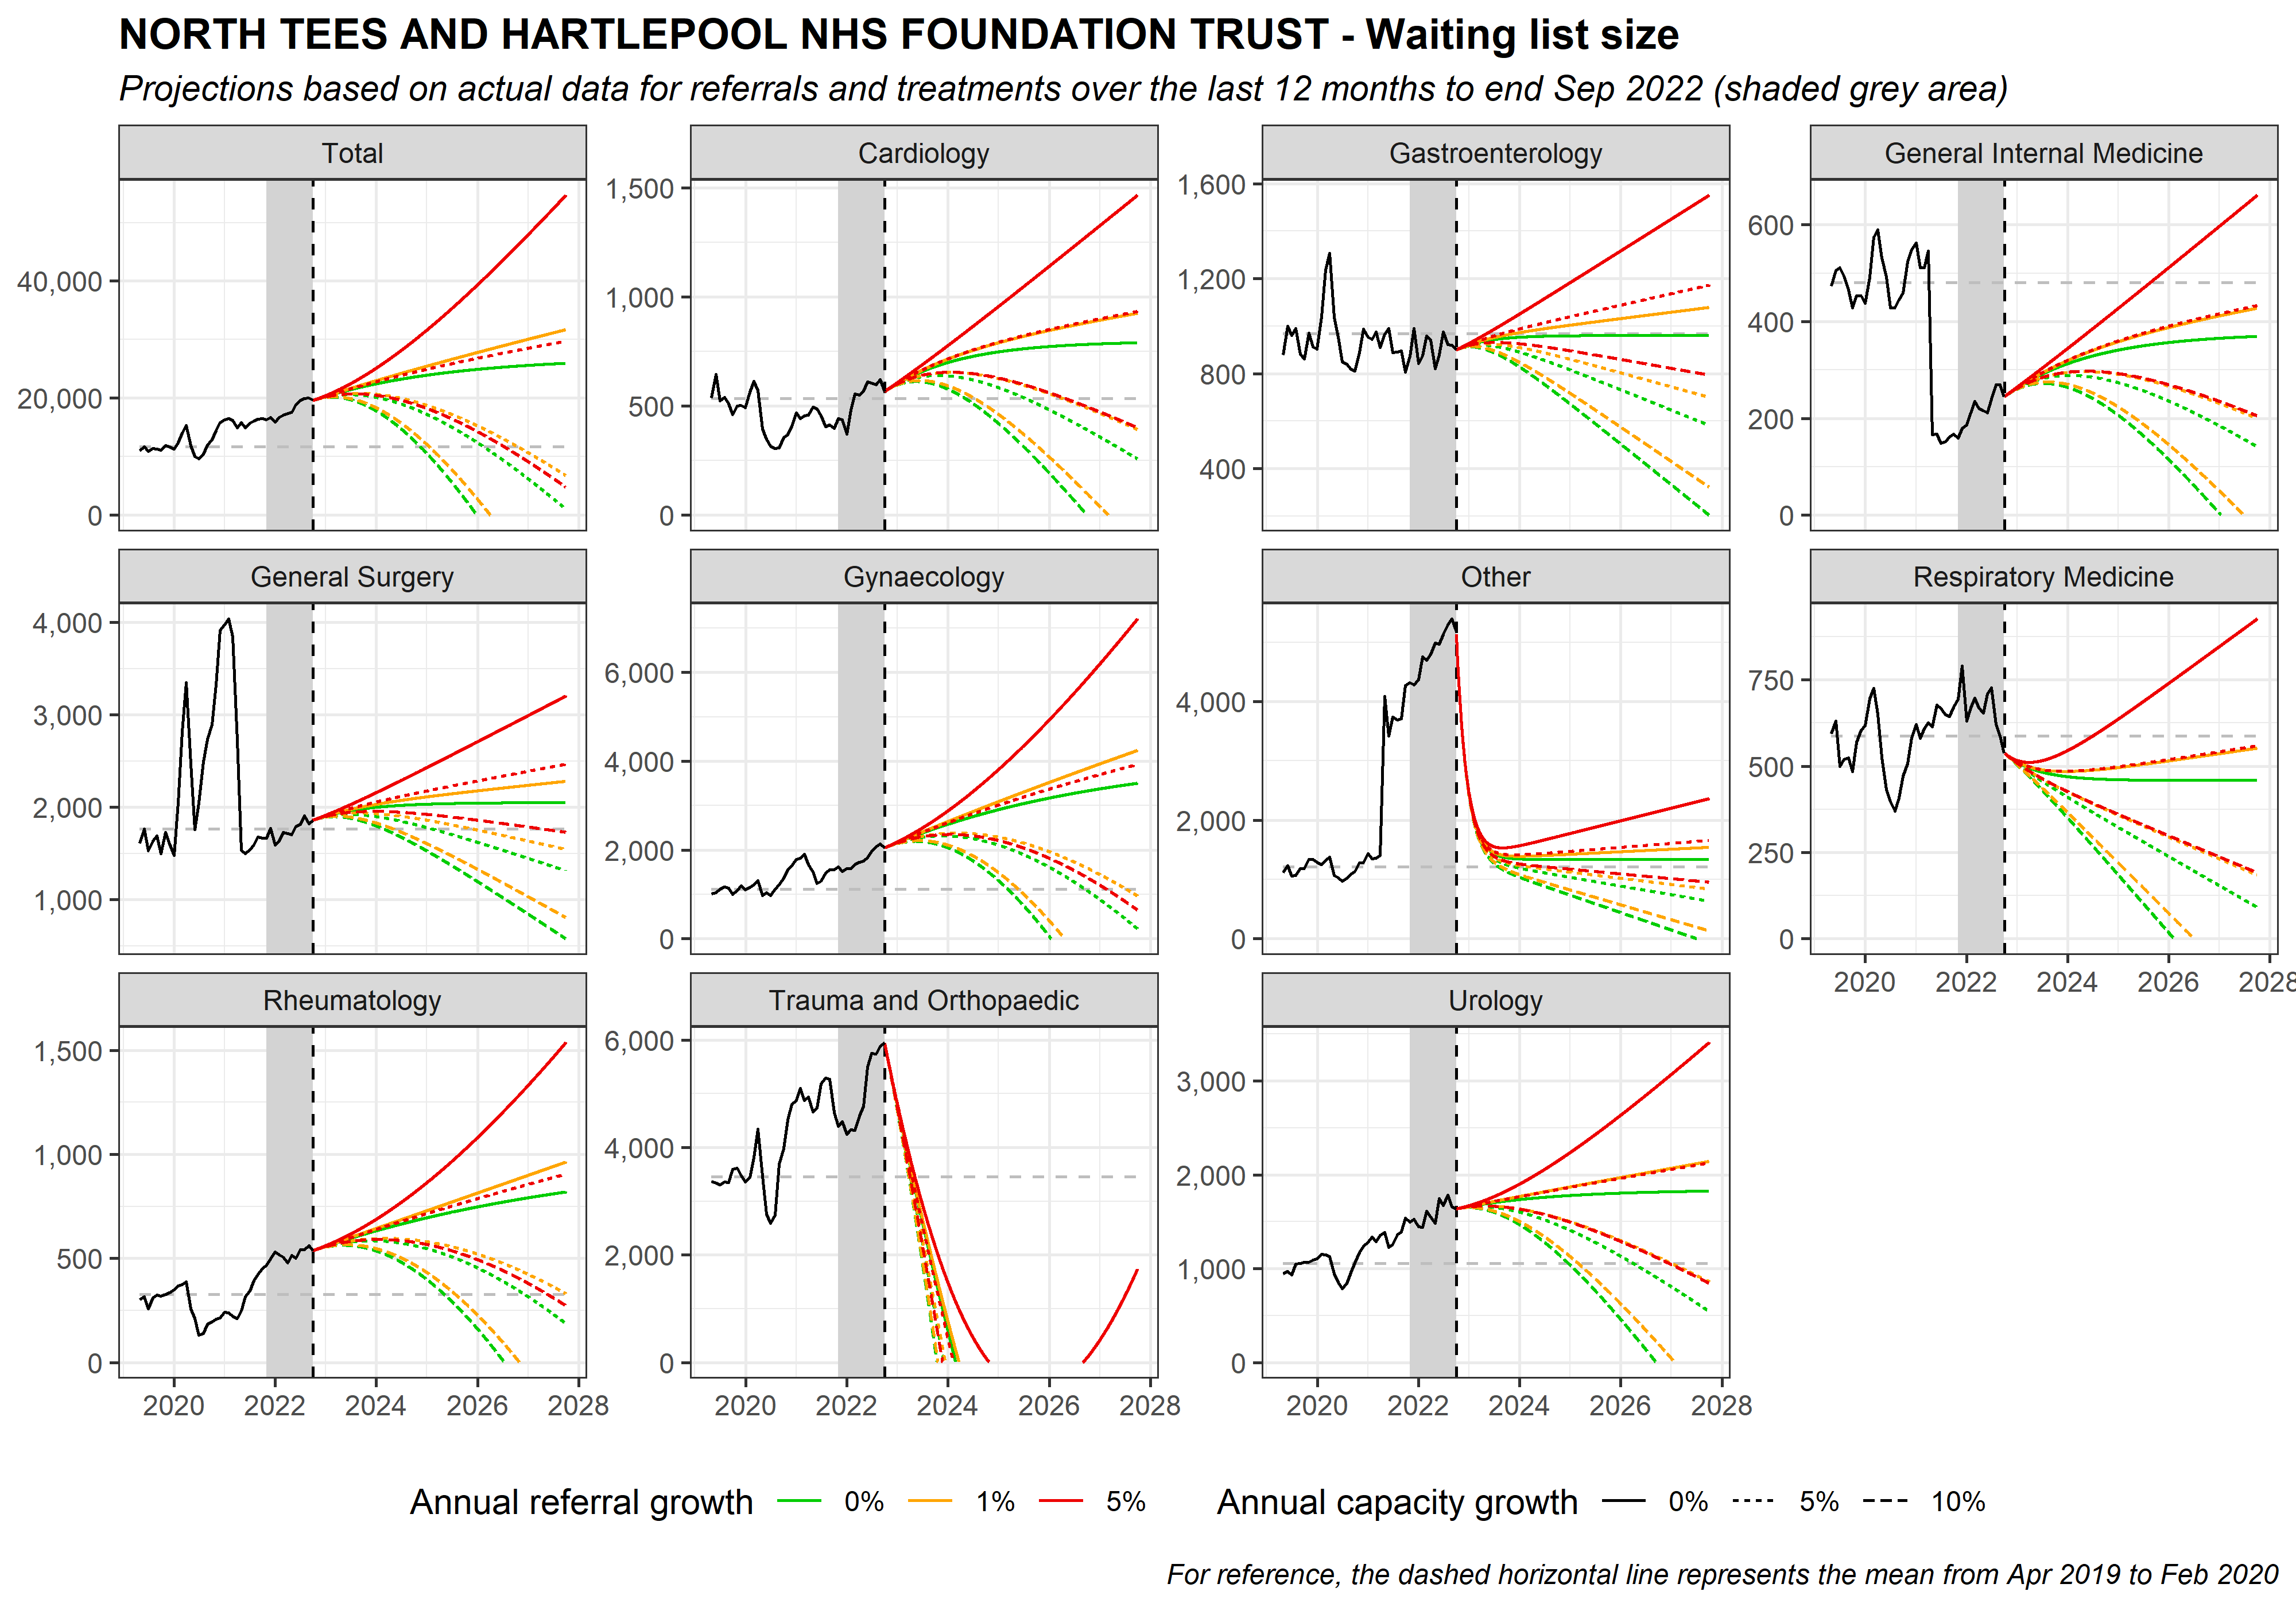 NORTH TEES AND HARTLEPOOL NHS FOUNDATION TRUST - Waiting list size
Projections based on actual data for referrals and treatments over the last 12 months to end Sep 2022 (shaded grey area)
Total
40,000
20,000
0
Cardiology
1,500
1,000
500
0
Gastroenterology
1,600
1,200
800
400
General Internal Medicine
600
400
200
0
General Surgery
4,000
3,000
2,000
1,000
Gynaecology
6,000
4,000
2,000
0
Other
4,000
2,000
0
Respiratory Medicine
750
500
250
0
2020 2022 2024 2026 2028
Rheumatology
1,500
1,000
500
0
2020 2022 2024 2026 2028
Trauma and Orthopaedic
6,000
4,000
2,000
0
2020 2022 2024 2026 2028
Urology
3,000
2,000
1,000
0
2020 2022 2024 2026 2028
Annual referral growth 0% 1% 5% Annual capacity growth 0% 5% 10%
For reference, the dashed horizontal line represents the mean from Apr 2019 to Feb 2020